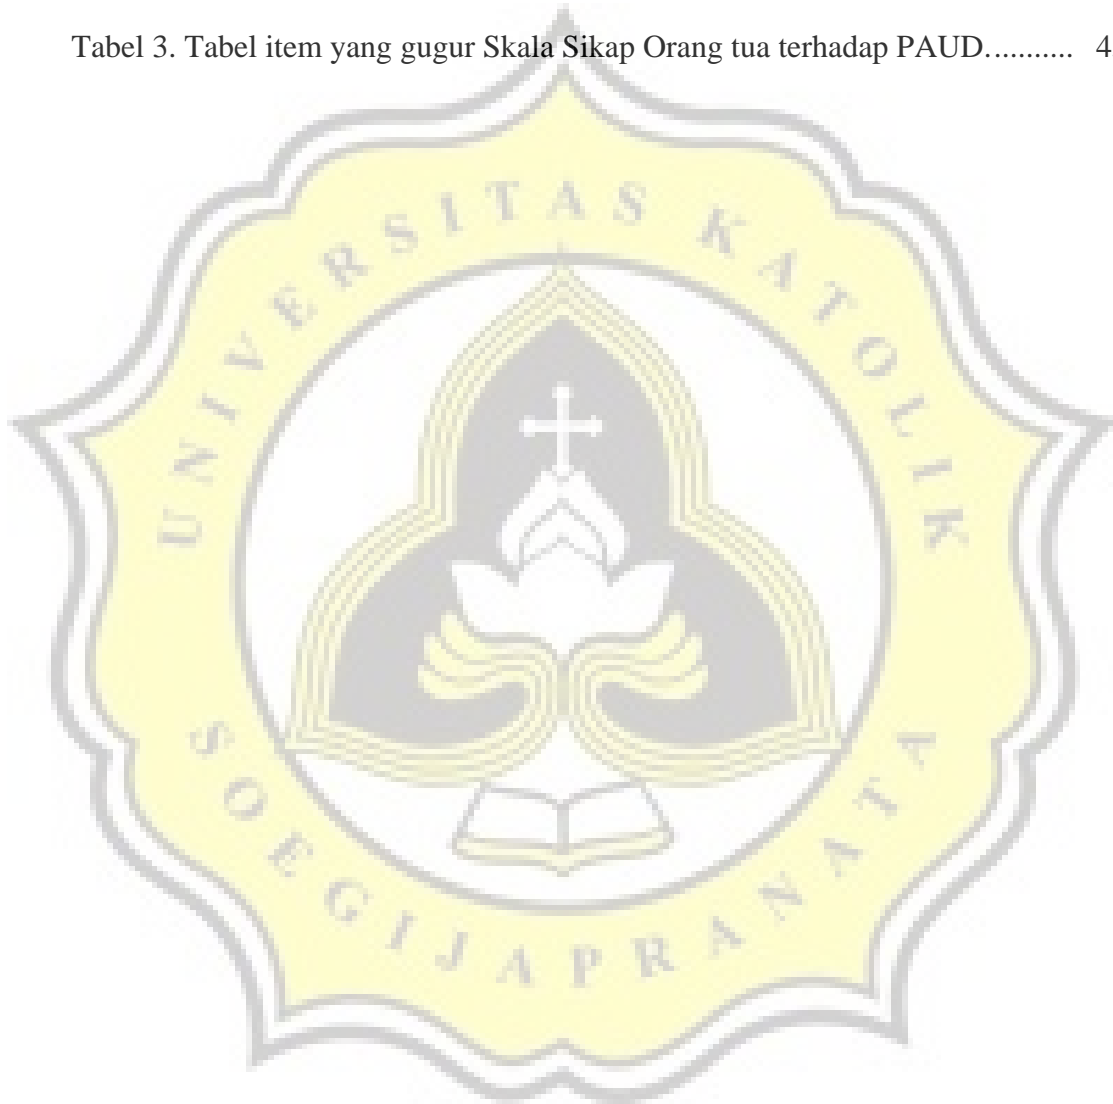 Tabel 3. Tabel item yang gugur Skala Sikap Orang tua terhadap PAUD........... 4
UNIVERSITAS KATOLIK
SOEGIJAPRANATA